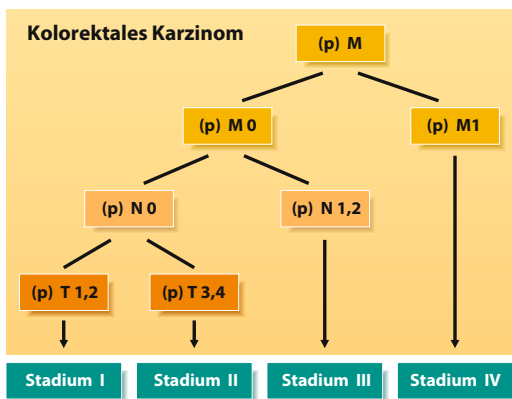 Kolorektales Karzinom
(p) M
(p) M 0
(p) M1
(p) N 0
(p) N 1,2
(p) T 1,2
(p) T 3,4
Stadium I
Stadium II
Stadium III
Stadium IV